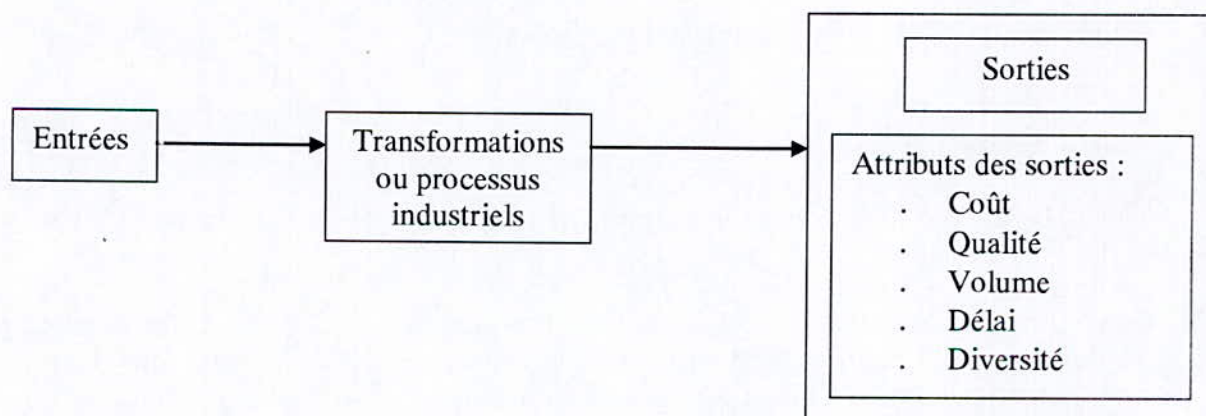 Entrées
Transformations
ou processus
industriels
Sorties
Attributs des sorties :
. Coût
. Qualité
. Volume
. Délai
. Diversité